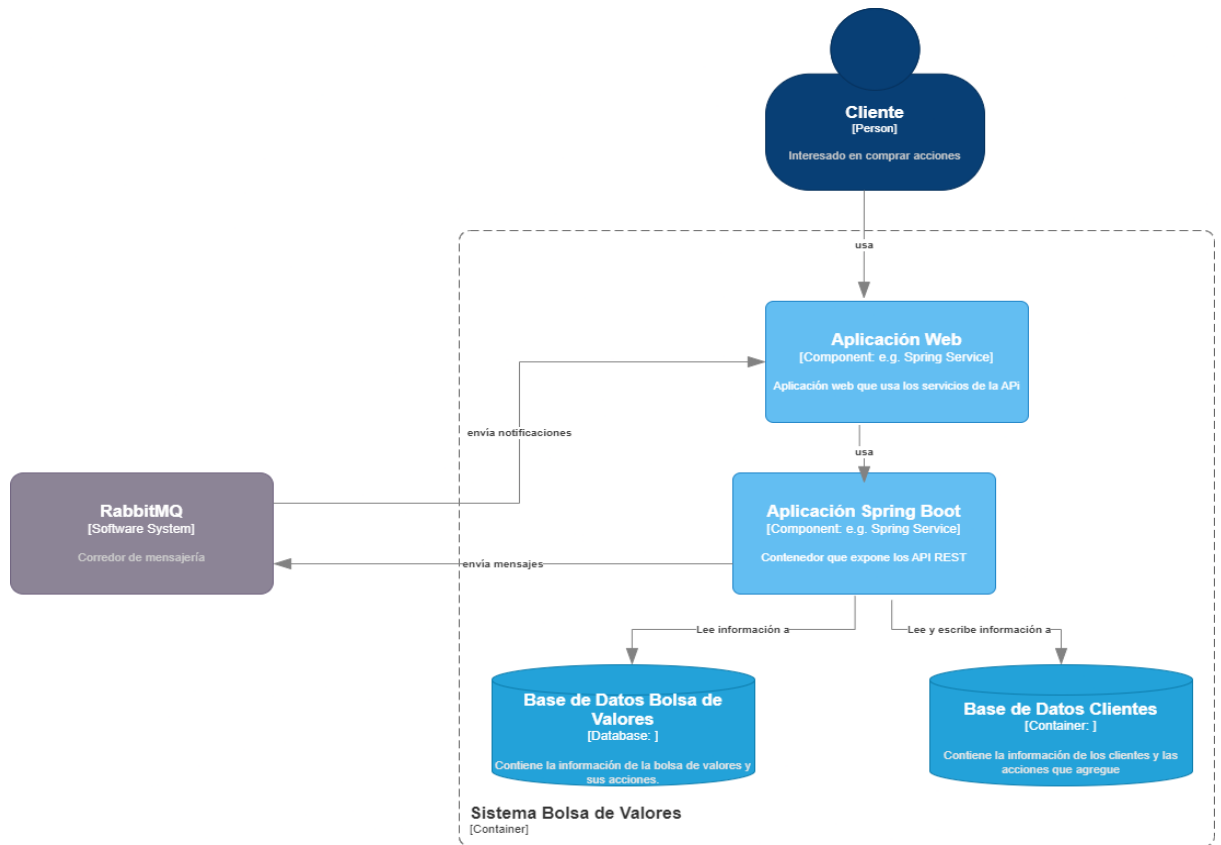 Cliente
[Person]
Interesado en comprar acciones
usa
Aplicación Web
[Component: e.g. Spring Service]
Aplicación web que usa los servicios de la APi
envía notificaciones
usa
RabbitMQ
[Software System]
Corredor de mensajería
Aplicación Spring Boot
[Component: e.g. Spring Service]
Contenedor que expone los API REST
envía mensajes
Lee información a
Lee y escribe información a
Base de Datos Bolsa de
Valores
[Database: ]
Contiene la información de la bolsa de valores y
sus acciones.
Base de Datos Clientes
[Container: ]
Contiene la información de los clientes y las
acciones que agregue
Sistema Bolsa de Valores
[Container]